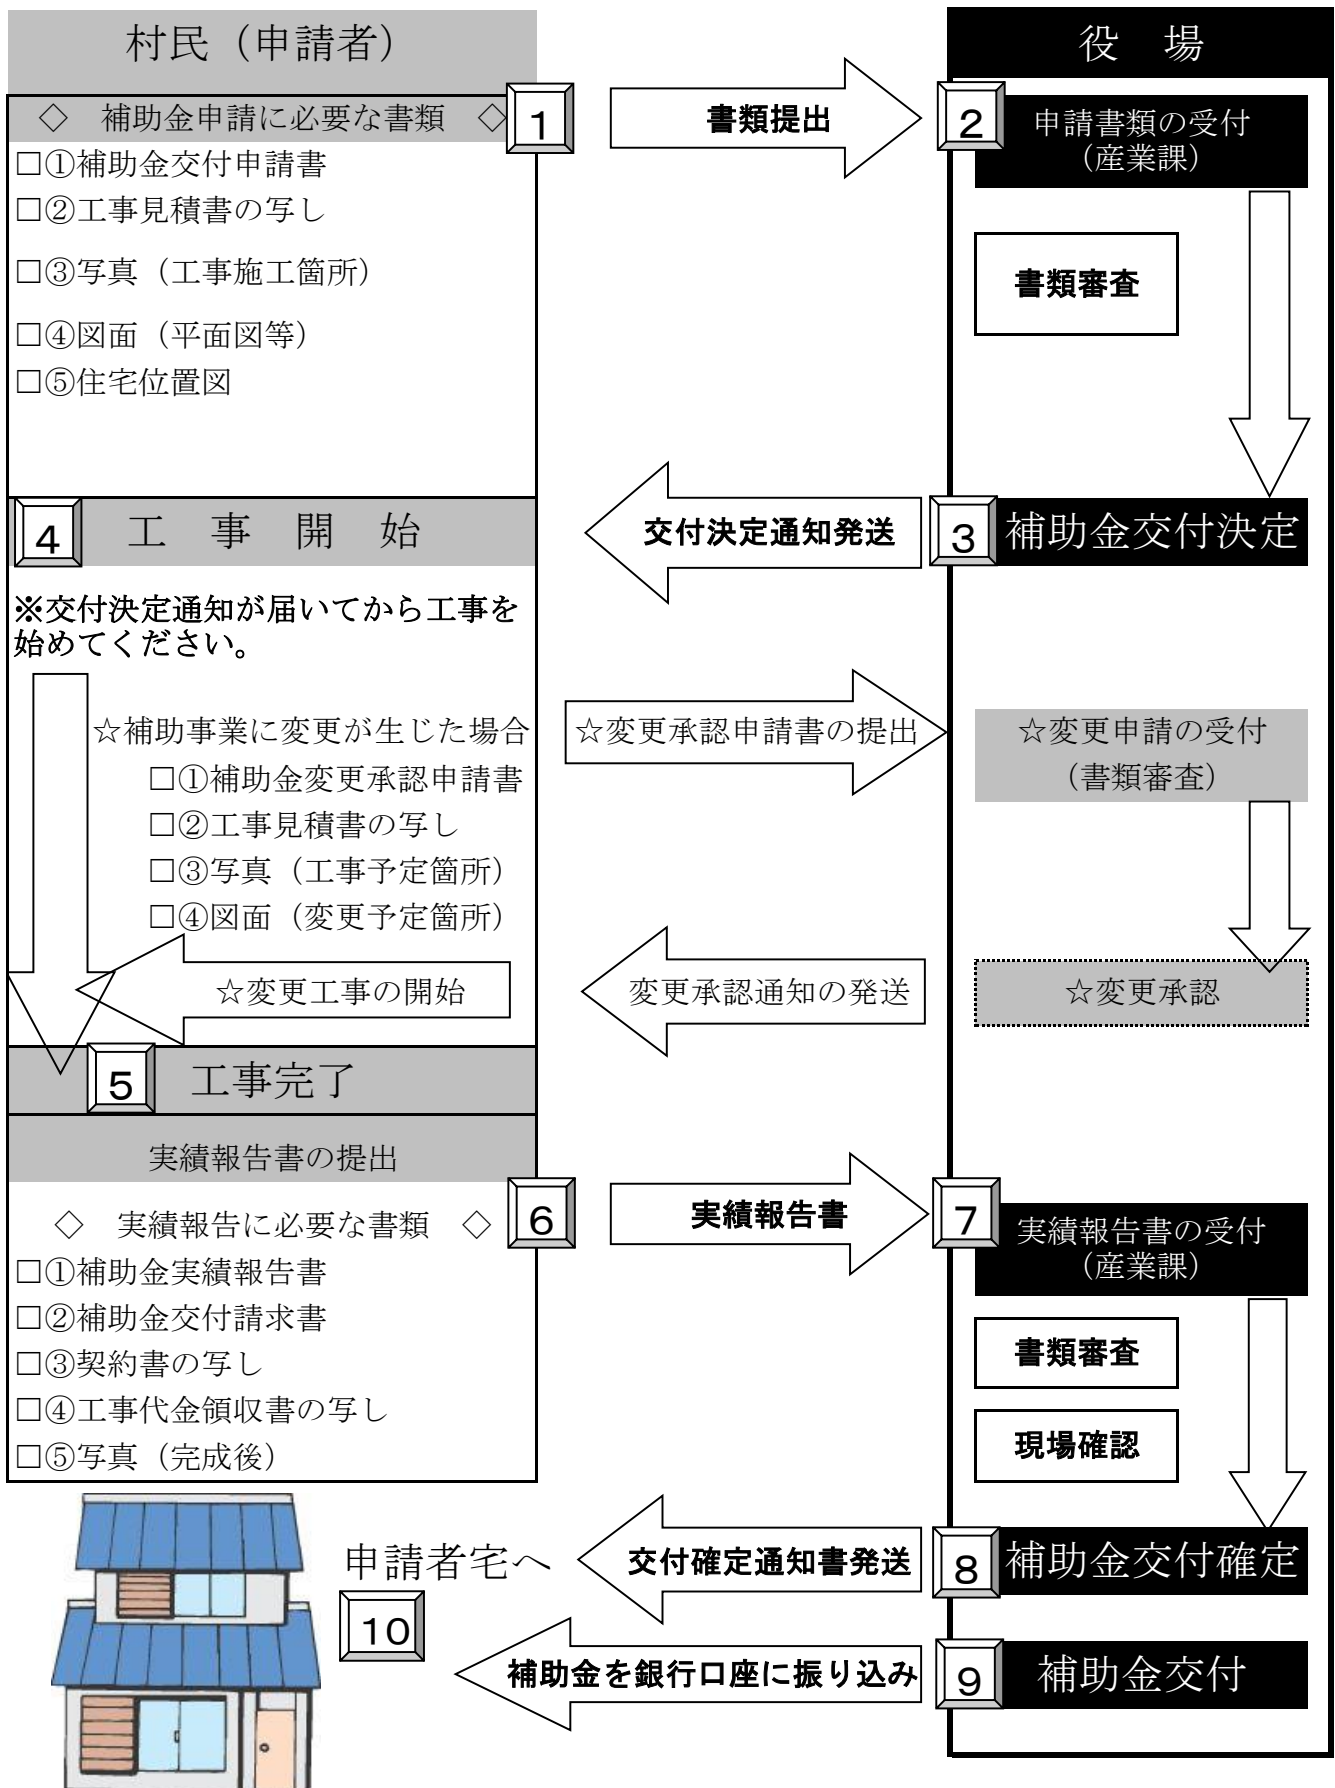 村民（申請者）
役　場
◇　補助金申請に必要な書類　◇
1
書類提出
2
申請書類の受付
（産業課）
□①補助金交付申請書
□②工事見積書の写し
□③写真（工事施工箇所）
□④図面（平面図等）
□⑤住宅位置図
書類審査
4
工　事　開　始
交付決定通知発送
3
補助金交付決定
※交付決定通知が届いてから工事を
始めてください。
☆補助事業に変更が生じた場合
□①補助金変更承認申請書
□②工事見積書の写し
□③写真（工事予定箇所）
□④図面（変更予定箇所）
☆変更承認申請書の提出
☆変更申請の受付
（書類審査）
☆変更工事の開始
変更承認通知の発送
☆変更承認
5
工事完了
実績報告書の提出
◇　実績報告に必要な書類　◇
6
実績報告書
7
実績報告書の受付
（産業課）
□①補助金実績報告書
□②補助金交付請求書
□③契約書の写し
□④工事代金領収書の写し
□⑤写真（完成後）
書類審査
現場確認
申請者宅へ
交付確定通知書発送
8
補助金交付確定
10
補助金を銀行口座に振り込み
9
補助金交付